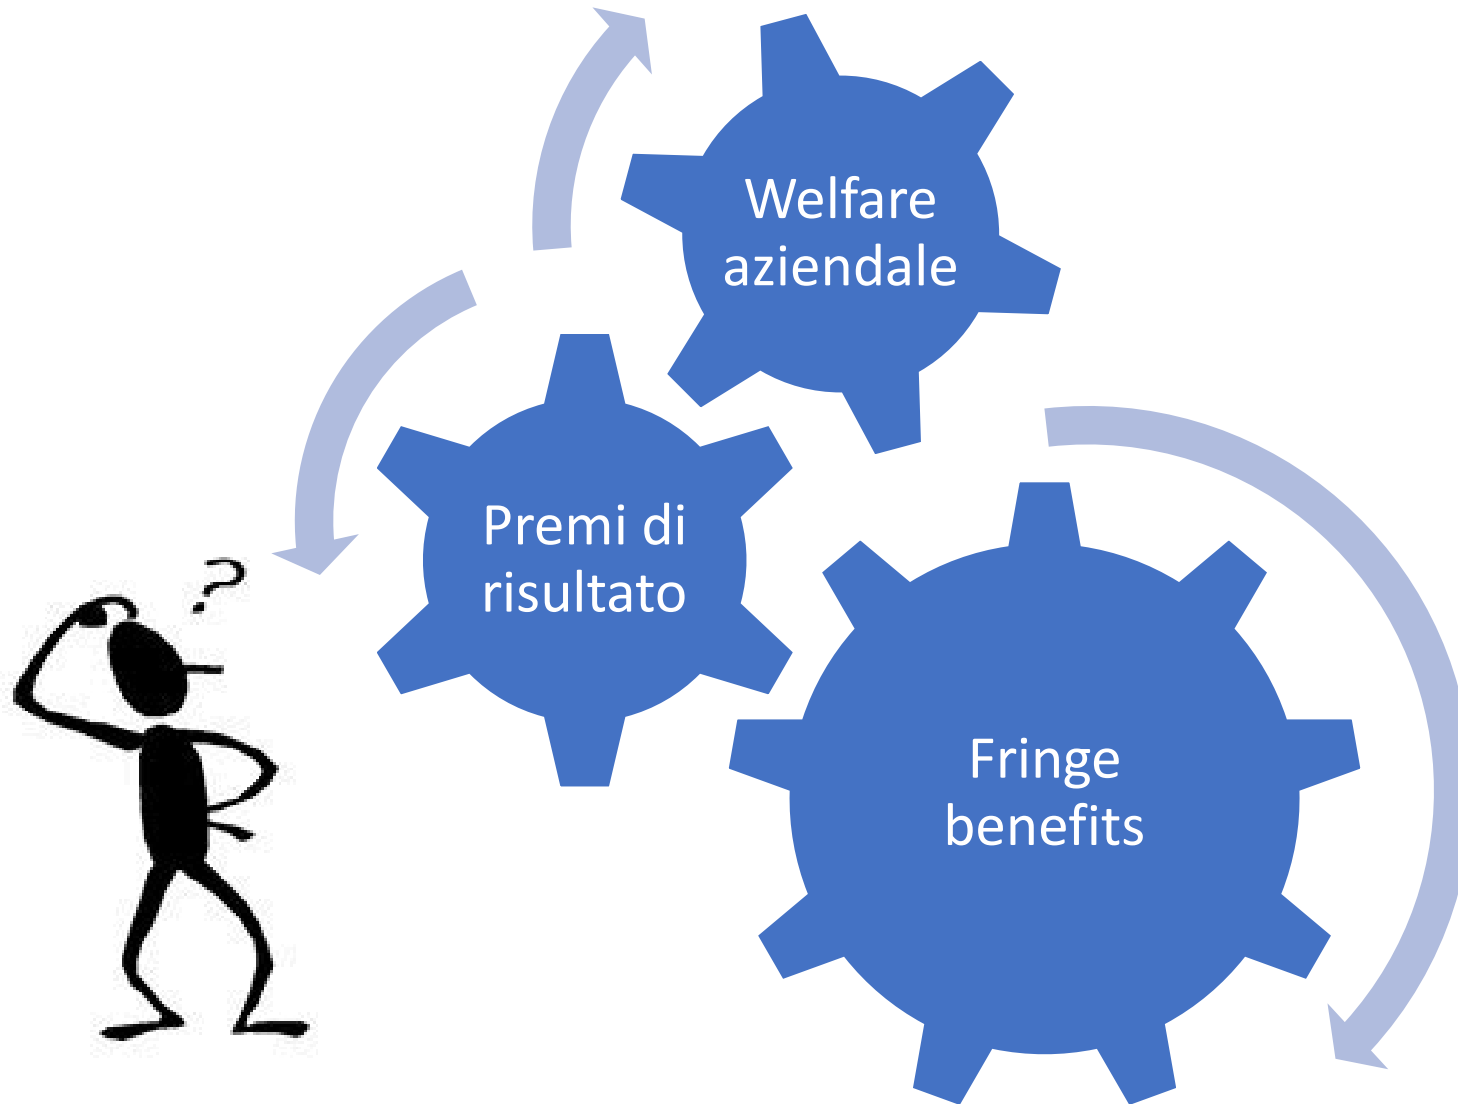 Welfare
aziendale
Premi di
risultato
?
Fringe
benefits